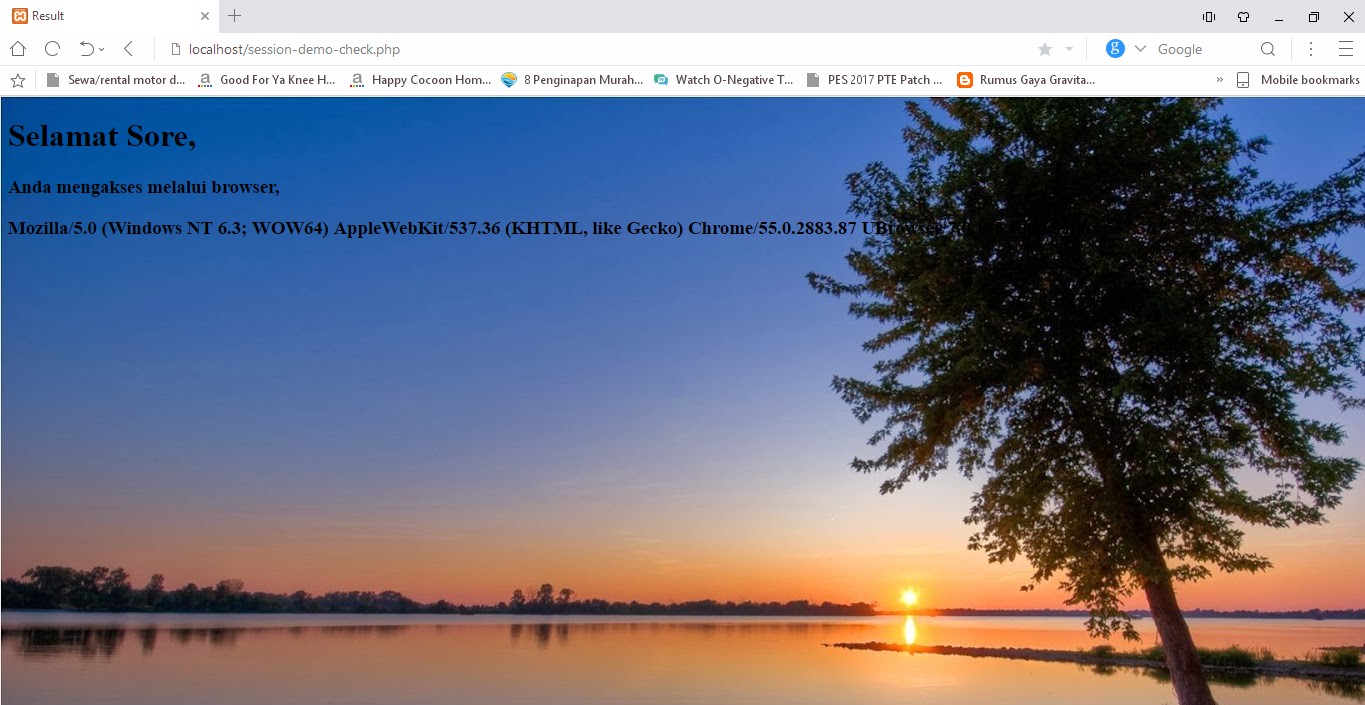 Result
localhost/session-demo-check.php
Google
Sewa/rental motor d...
Good For Ya Knee H...
Happy Cocoon Hom...
8 Penginapan Murah...
Watch O-Negative T...
PES 2017 PTE Patch ...
Rumus Gaya Gravita...
»
Mobile bookmarks
Selamat Sore,
Anda mengakses melalui browser,
Mozilla/5.0 (Windows NT 6.3; WOW64) AppleWebKit/537.36 (KHTML, like Gecko) Chrome/55.0.2883.87 UBrowser